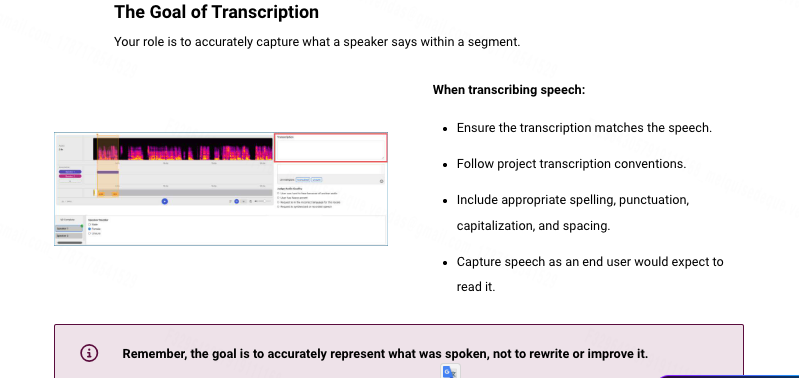 The Goal of Transcription
Your role is to accurately capture what a speaker says within a segment.
When transcribing speech:
• Ensure the transcription matches the speech.
• Follow project transcription conventions.
• Include appropriate spelling, punctuation,
capitalization, and spacing.
• Capture speech as an end user would expect to
read it.
Remember, the goal is to accurately represent what was spoken, not to rewrite or improve it.